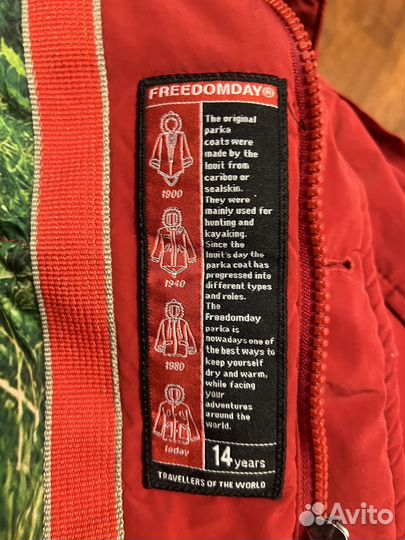 FREEDOMDAY®
1900
1940
1980
today
The original
parka
coats were
made by the
Inuit from
caribou or
sealskin.
They were
mainly used for
hunting and
kayaking.
Since the
Inuit's day the
parka coat has
progressed into
different types
and roles.
The
Freedomday
parka is
nowadays one of
the best ways to
keep yourself
dry and warm,
while facing
your
adventures
around the
world.
14 years
TRAVELLERS OF THE WORLD
Avito